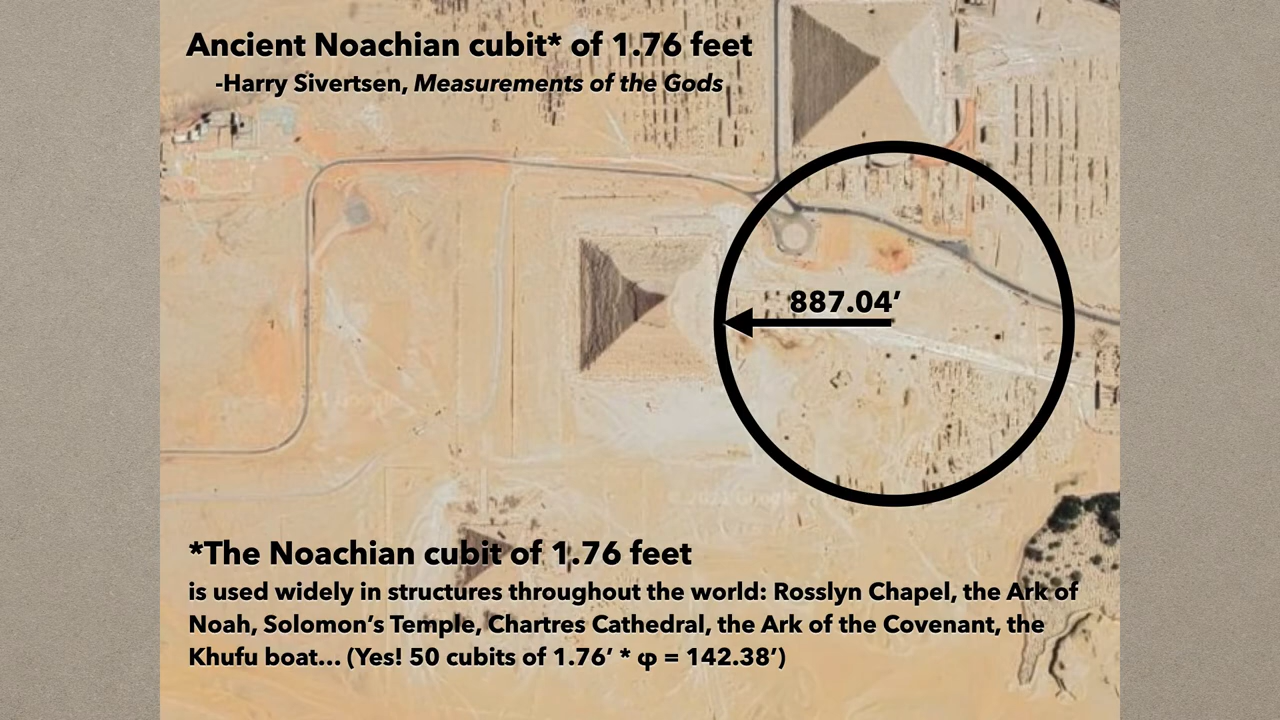 Ancient Noachian cubit* of 1.76 feet
-Harry Sivertsen, Measurements of the Gods
887.04’
*The Noachian cubit of 1.76 feet
is used widely in structures throughout the world: Rosslyn Chapel, the Ark of
Noah, Solomon’s Temple, Chartres Cathedral, the Ark of the Covenant, the
Khufu boat... (Yes! 50 cubits of 1.76’ * φ = 142.38’)